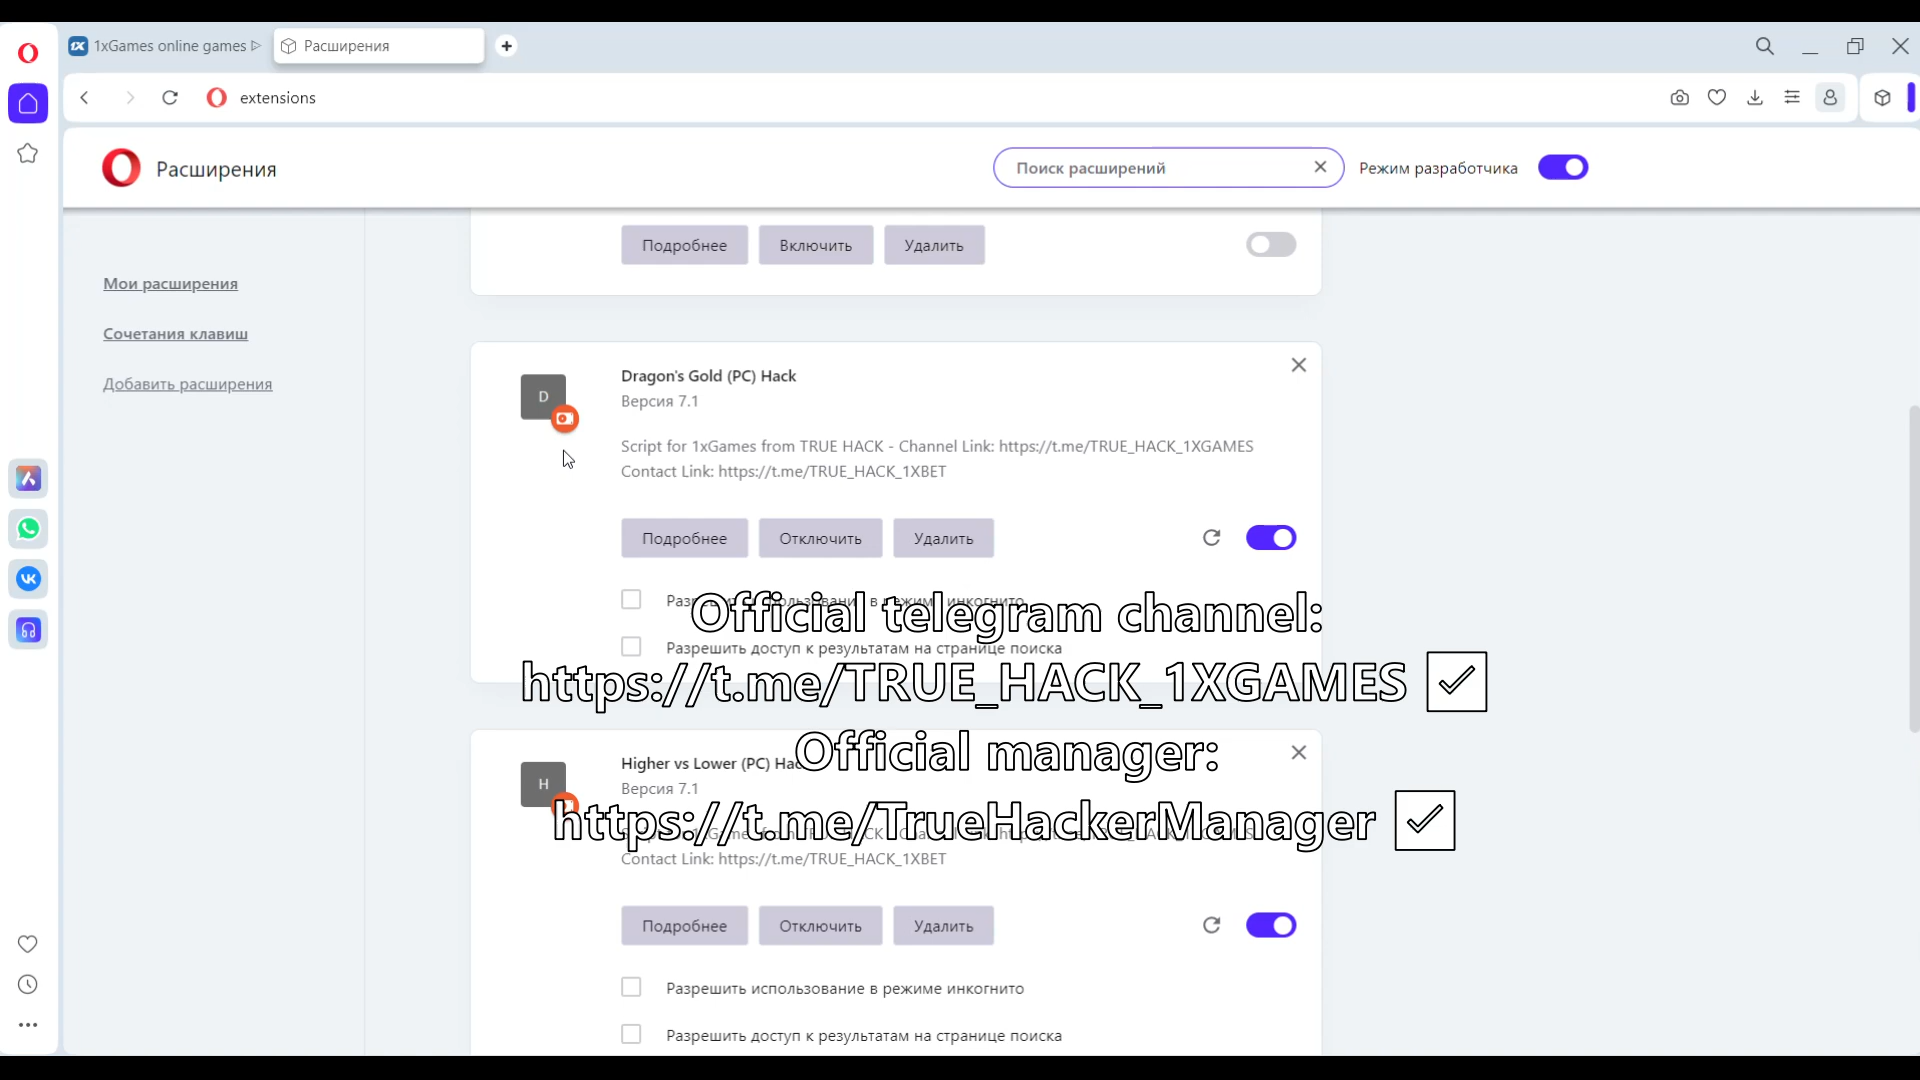 1xGames online games
Расширения
extensions
Расширения
Поиск расширений
Режим разработчика
Мои расширения
Сочетания клавиш
Добавить расширения
Подробнее
Включить
Удалить
D
Dragon's Gold (PC) Hack
Версия 7.1
Script for 1xGames from TRUE HACK - Channel Link: https://t.me/TRUE_HACK_1XGAMES
Contact Link: https://t.me/TRUE_HACK_1XBET
Подробнее
Отключить
Удалить
Official telegram channel:
Разрешить доступ к результатам на странице поиска
https://t.me/TRUE_HACK_1XGAMES
Official manager:
H
Higher vs Lower (PC)
Версия 7.1
https://t.me/TrueHackerManager
Contact Link: https://t.me/TRUE_HACK_1XBET
Подробнее
Отключить
Удалить
Разрешить использование в режиме инкогнито
Разрешить доступ к результатам на странице поиска